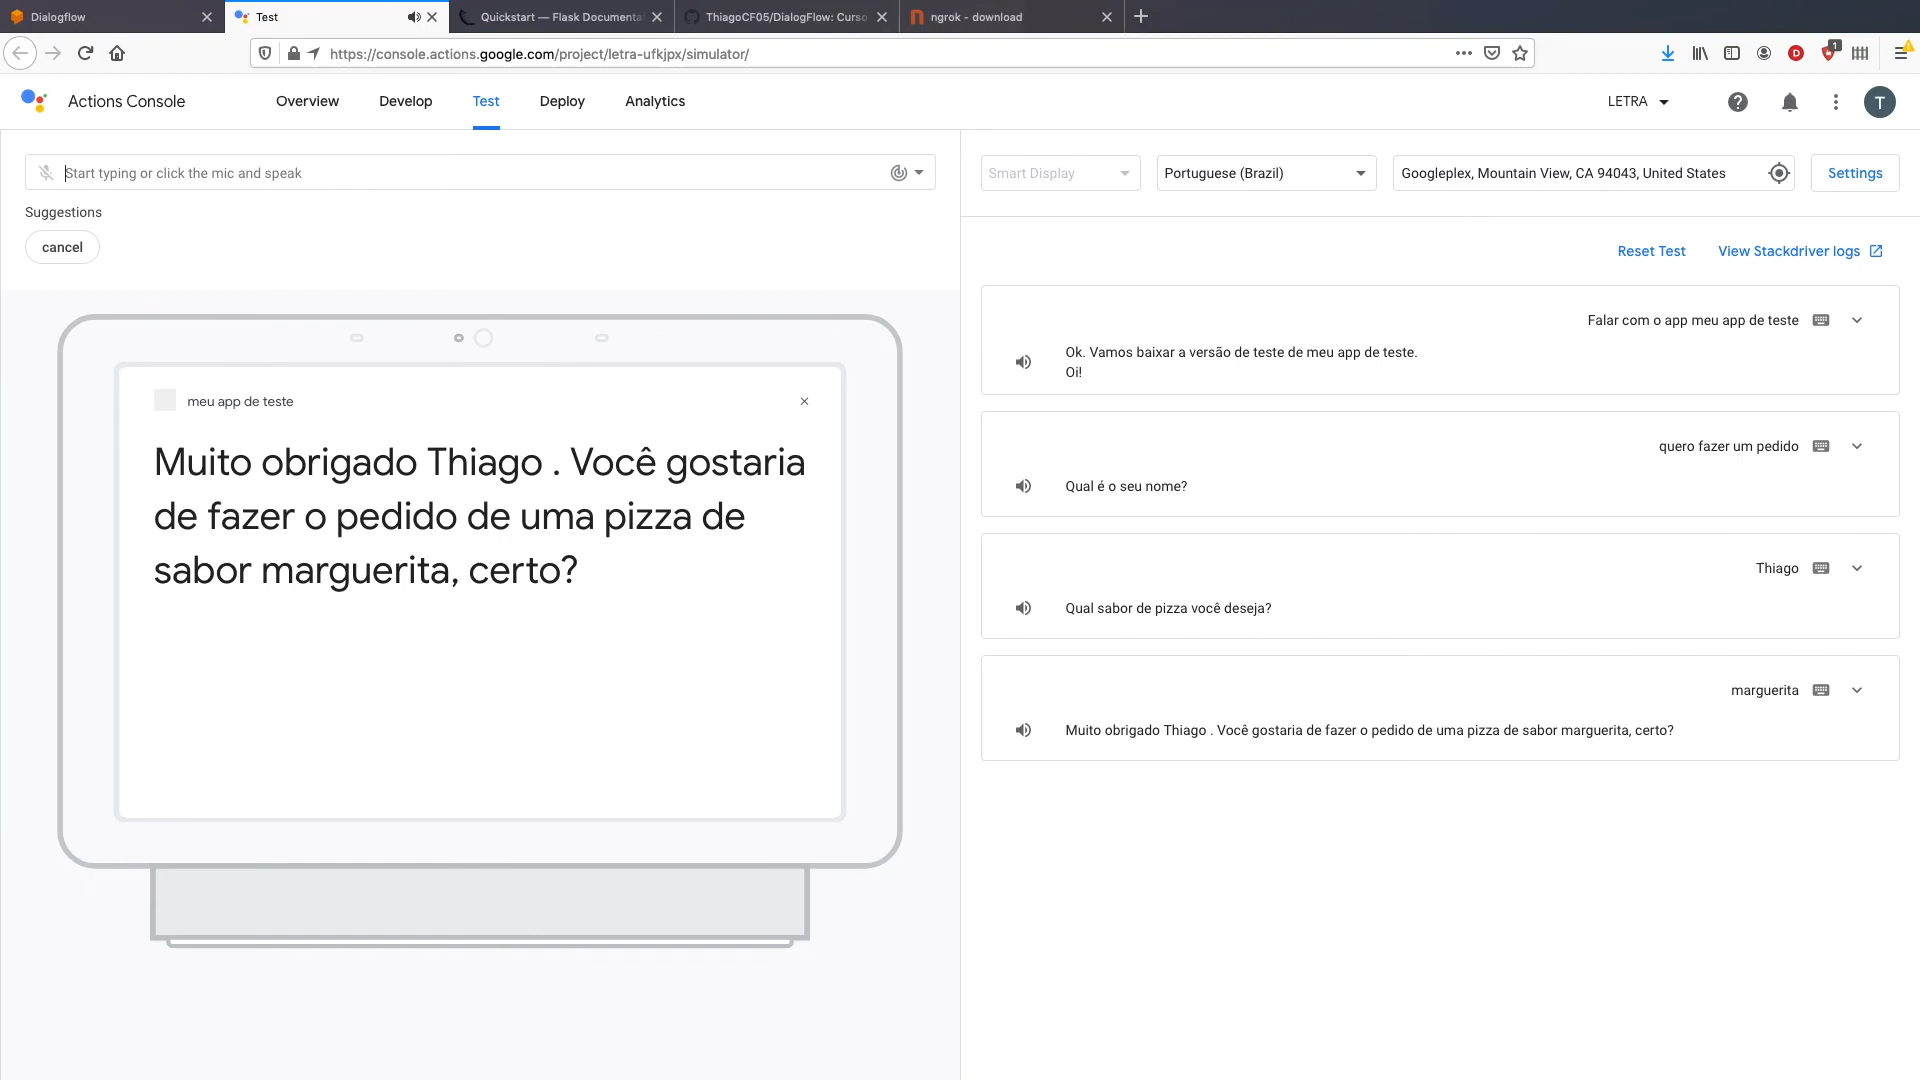 Dialogflow
Test
Quickstart — Flask Documenta
ThiagoCF05/DialogFlow: Curso
ngrok - download
https://console.actions.google.com/project/letra-ufkjpx/simulator/
D
1
Actions Console
Overview
Develop
Test
Deploy
Analytics
LETRA
T
Start typing or click the mic and speak
Suggestions
cancel
Smart Display
Portuguese (Brazil)
Googleplex, Mountain View, CA 94043, United States
Settings
Reset Test
View Stackdriver logs
meu app de teste
Muito obrigado Thiago . Você gostaria
de fazer o pedido de uma pizza de
sabor marguerita, certo?
Falar com o app meu app de teste
Ok. Vamos baixar a versão de teste de meu app de teste.
Oi!
quero fazer um pedido
Qual é o seu nome?
Thiago
Qual sabor de pizza você deseja?
marguerita
Muito obrigado Thiago . Você gostaria de fazer o pedido de uma pizza de sabor marguerita, certo?